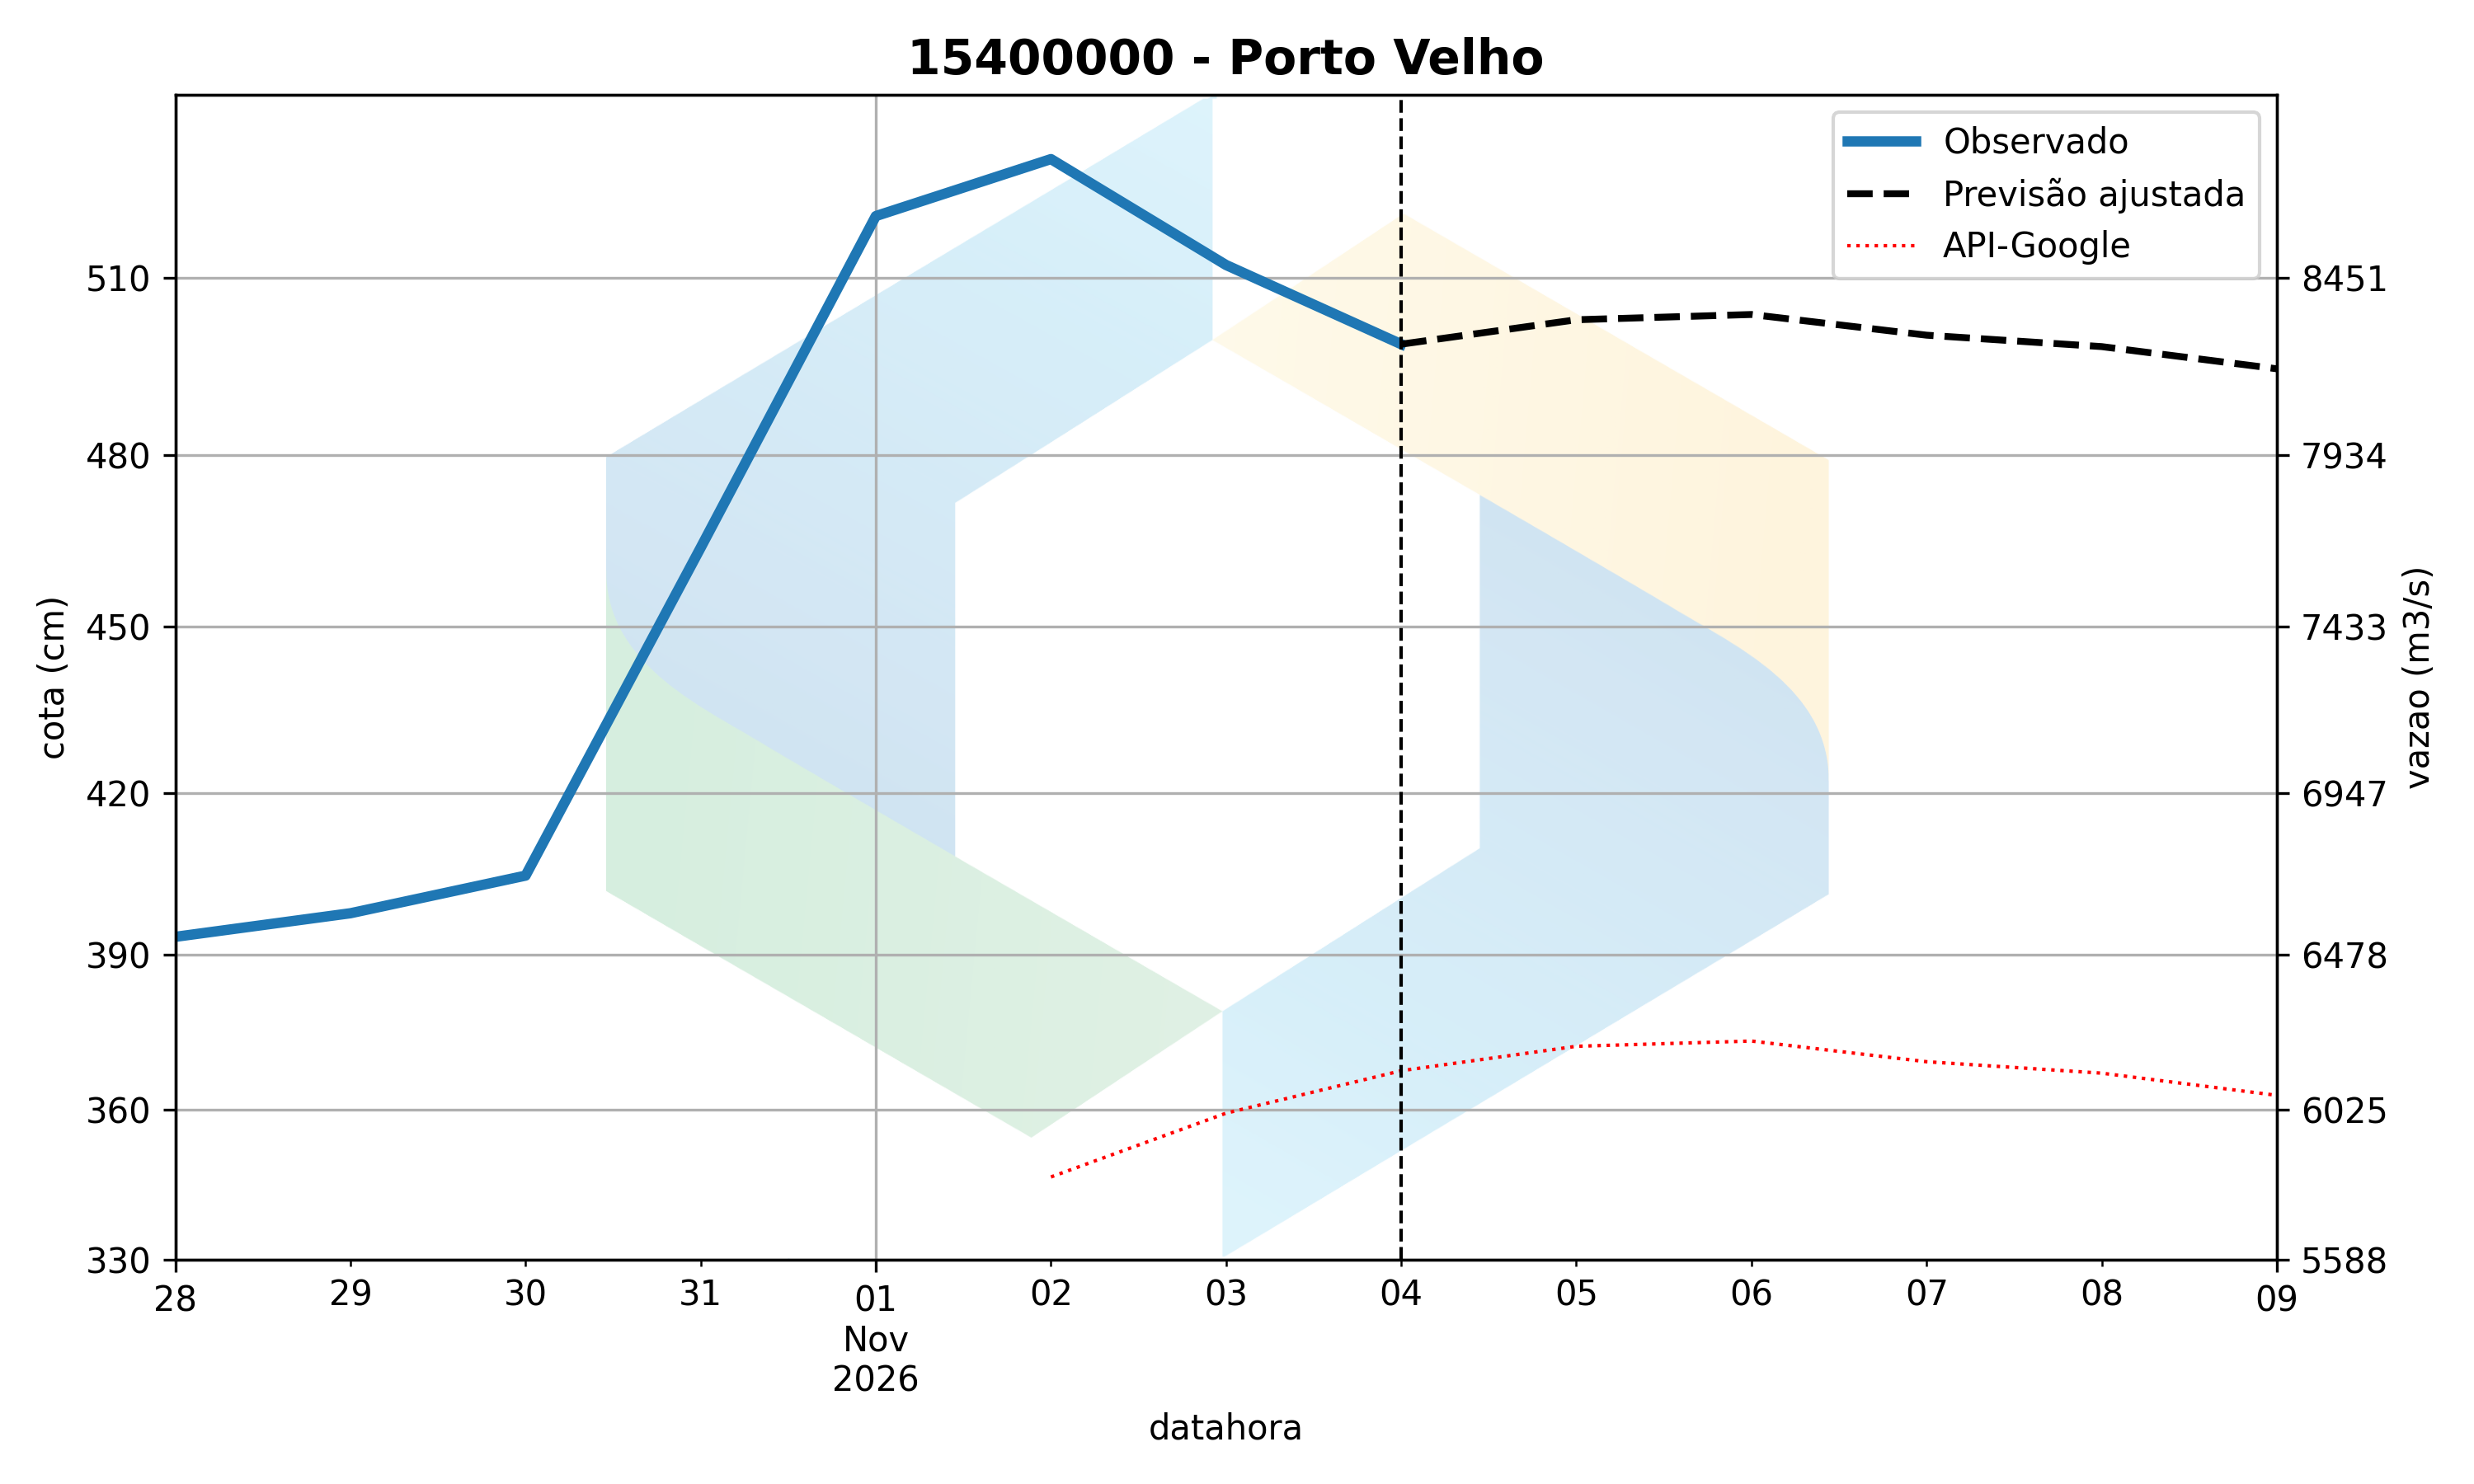 15400000 - Porto Velho
Observado
Previsão ajustada
API-Google
510
480
450
420
390
360
330
cota (cm)
8451
7934
7433
6947
6478
6025
5588
vazao (m3/s)
28 29 30 31 01 02 03 04 05 06 07 08 09
Nov
2026
datahora